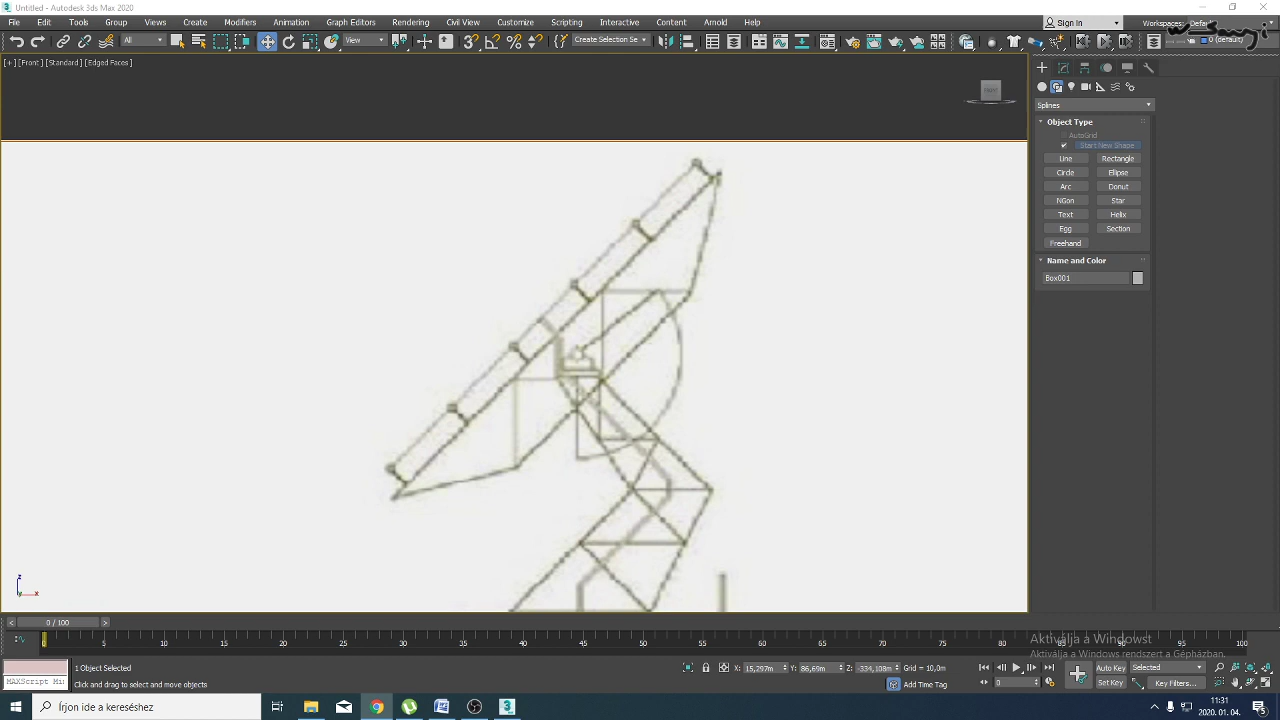 Untitled - Autodesk 3ds Max 2020
File Edit Tools Group Views Create Modifiers Animation Graph Editors Rendering Civil View Customize Scripting Interactive Content Arnold Help
Sign In Workspaces:
All View Create Selection Se 0 (default)
[+] [Front] [Standard] [Edged Faces]
FRONT
Splines
Object Type
AutoGrid
Start New Shape
Line Rectangle
Circle Ellipse
Arc Donut
NGon Star
Text Helix
Egg Section
Freehand
Name and Color
Box001
z
x
0 / 100
0 5 10 15 20 25 30 35 40 45 50 55 60 65 70 75 80 85 90 95 100
Aktiválja a Windowst
Aktiválja a Windows rendszert a Gépházban.
1 Object Selected
X: 15,297m Y: 86,69m Z: -334,108m Grid = 10,0m
Auto Key Selected
MAXScript Mi
Click and drag to select and move objects
Add Time Tag
0
Set Key Key Filters...
Írjon ide a kereséshez
11:31
2020. 01. 04.